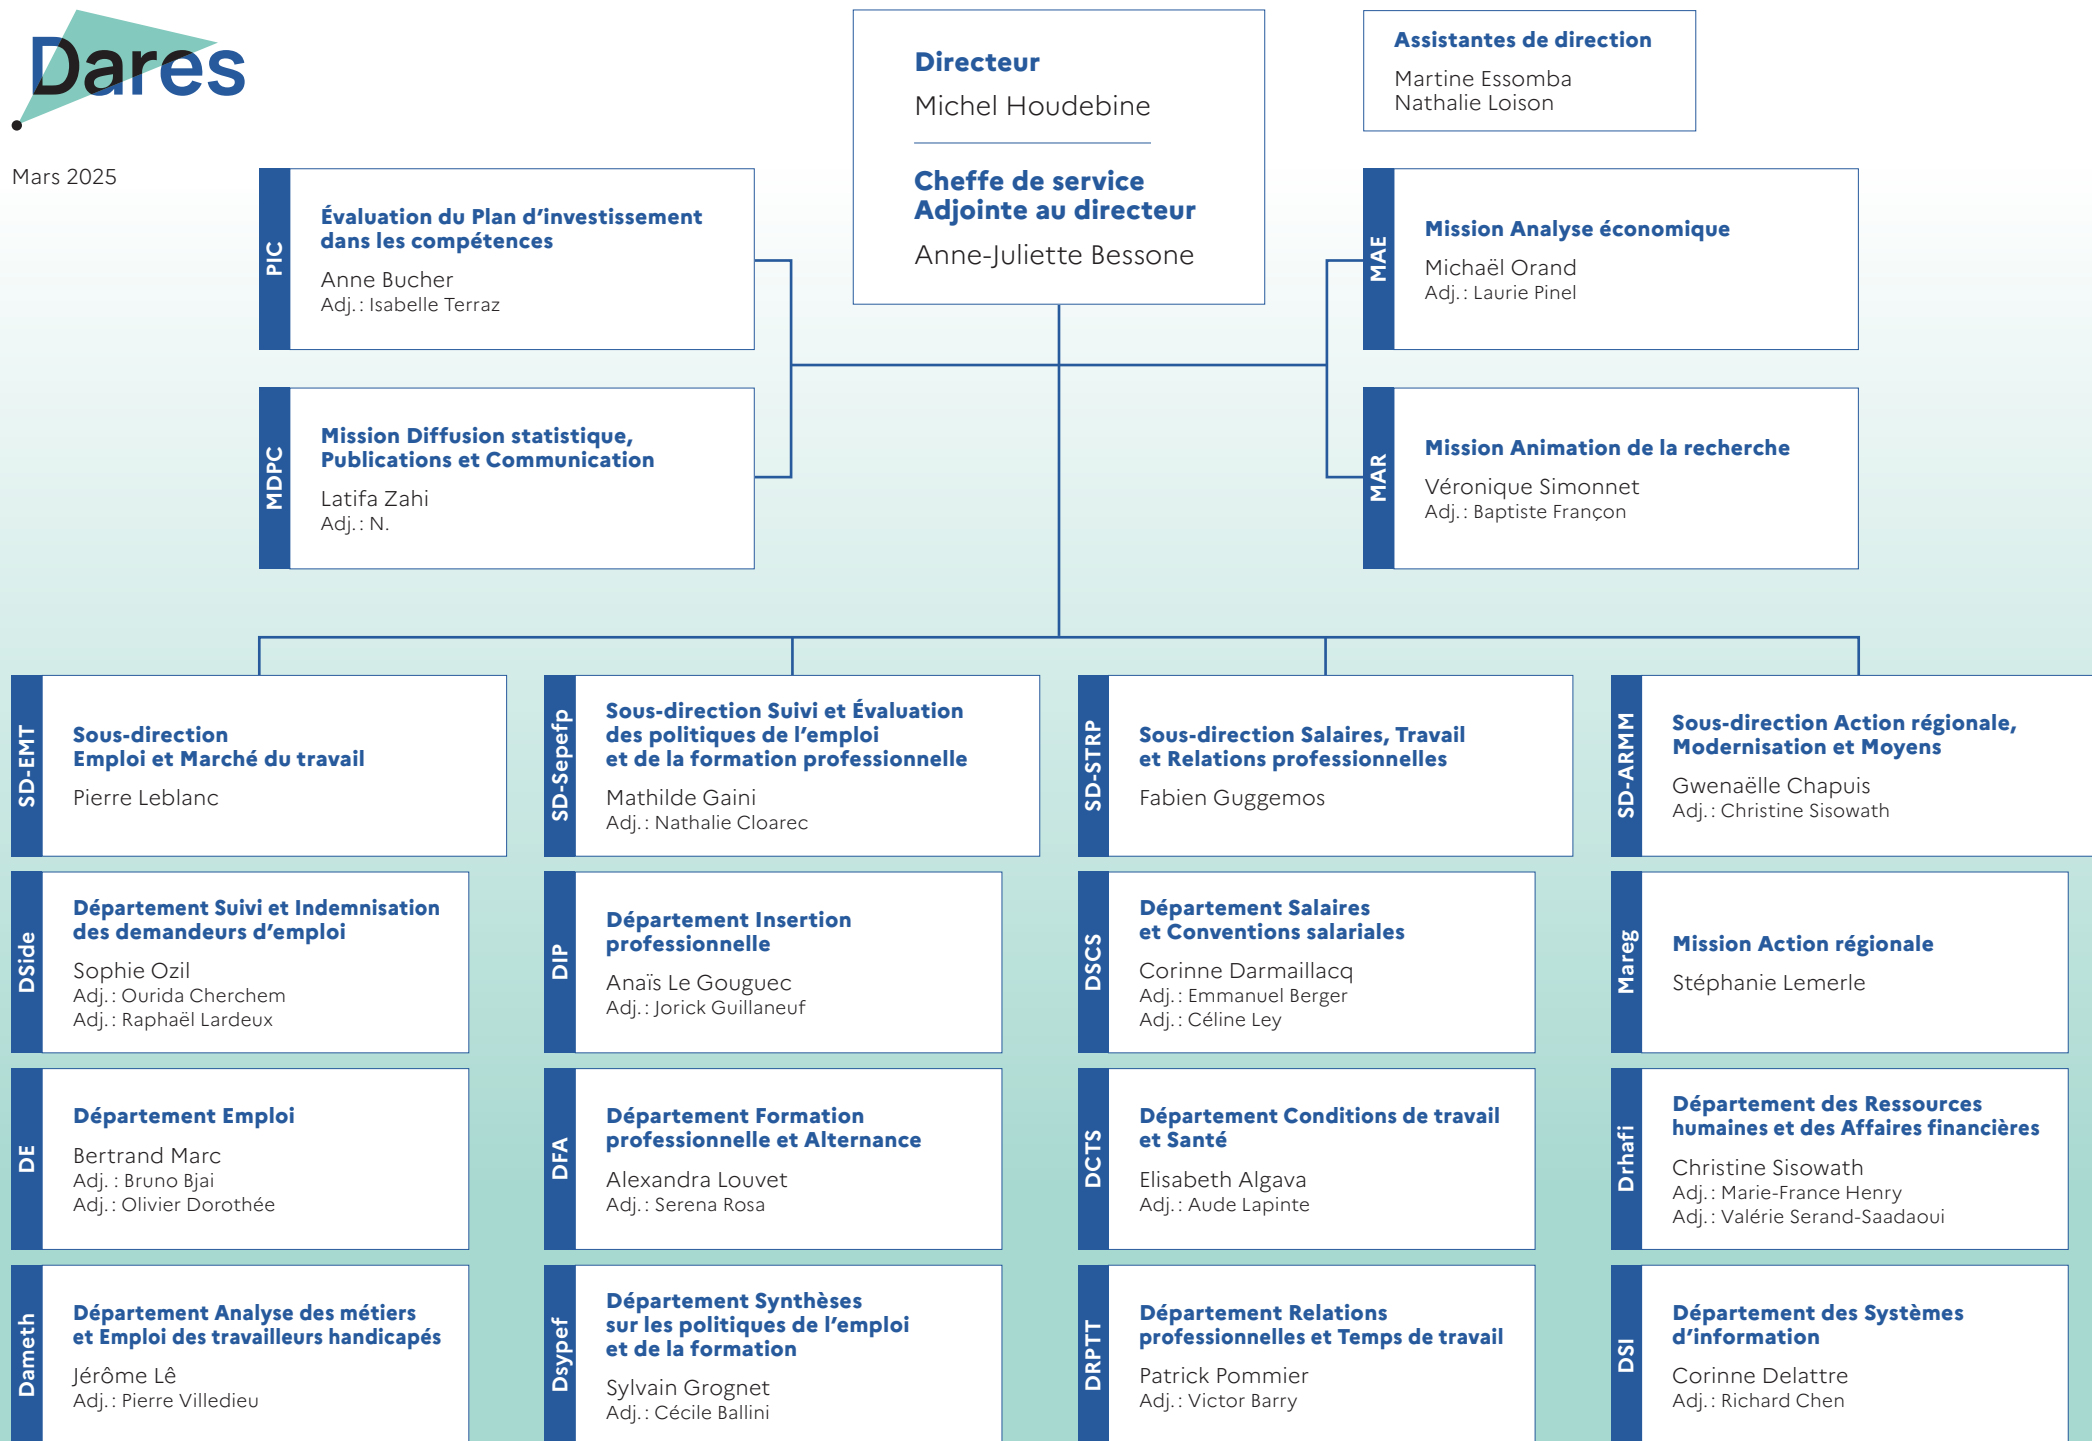 Dares
Mars 2025
Directeur
Michel Houdebine
Cheffe de service
Adjointe au directeur
Anne-Juliette Bessone
Assistantes de direction
Martine Essomba
Nathalie Loison
PIC
Évaluation du Plan d’investissement
dans les compétences
Anne Bucher
Adj. : Isabelle Terraz
MAE
Mission Analyse économique
Michaël Orand
Adj. : Laurie Pinel
MDPC
Mission Diffusion statistique,
Publications et Communication
Latifa Zahi
Adj. : N.
MAR
Mission Animation de la recherche
Véronique Simonnet
Adj. : Baptiste Françon
SD-EMT
Sous-direction
Emploi et Marché du travail
Pierre Leblanc
SD-Sepefp
Sous-direction Suivi et Évaluation
des politiques de l’emploi
et de la formation professionnelle
Mathilde Gaini
Adj. : Nathalie Cloarec
SD-STRP
Sous-direction Salaires, Travail
et Relations professionnelles
Fabien Guggemos
SD-ARMM
Sous-direction Action régionale,
Modernisation et Moyens
Gwenaëlle Chapuis
Adj. : Christine Sisowath
DSide
Département Suivi et Indemnisation
des demandeurs d’emploi
Sophie Ozil
Adj. : Ourida Cherchem
Adj. : Raphaël Lardeux
DIP
Département Insertion
professionnelle
Anaïs Le Gouguec
Adj. : Jorick Guillaneuf
DSCS
Département Salaires
et Conventions salariales
Corinne Darmaillacq
Adj. : Emmanuel Berger
Adj. : Céline Ley
Mareg
Mission Action régionale
Stéphanie Lemerle
DE
Département Emploi
Bertrand Marc
Adj. : Bruno Bjai
Adj. : Olivier Dorothée
DFA
Département Formation
professionnelle et Alternance
Alexandra Louvet
Adj. : Serena Rosa
DCTS
Département Conditions de travail
et Santé
Elisabeth Algava
Adj. : Aude Lapinte
Drhafi
Département des Ressources
humaines et des Affaires financières
Christine Sisowath
Adj. : Marie-France Henry
Adj. : Valérie Serand-Saadaoui
Dameth
Département Analyse des métiers
et Emploi des travailleurs handicapés
Jérôme Lê
Adj. : Pierre Villedieu
Dsypef
Département Synthèses
sur les politiques de l’emploi
et de la formation
Sylvain Grognet
Adj. : Cécile Ballini
DRPTT
Département Relations
professionnelles et Temps de travail
Patrick Pommier
Adj. : Victor Barry
DSI
Département des Systèmes
d’information
Corinne Delattre
Adj. : Richard Chen